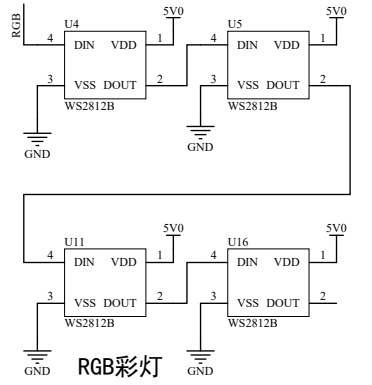 RGB
U4
5V0
4 DIN VDD 1
3 VSS DOUT 2
WS2812B
GND
U5
5V0
4 DIN VDD 1
3 VSS DOUT 2
WS2812B
GND
U11
5V0
4 DIN VDD 1
3 VSS DOUT 2
WS2812B
GND
U16
5V0
4 DIN VDD 1
3 VSS DOUT 2
WS2812B
GND
RGB彩灯